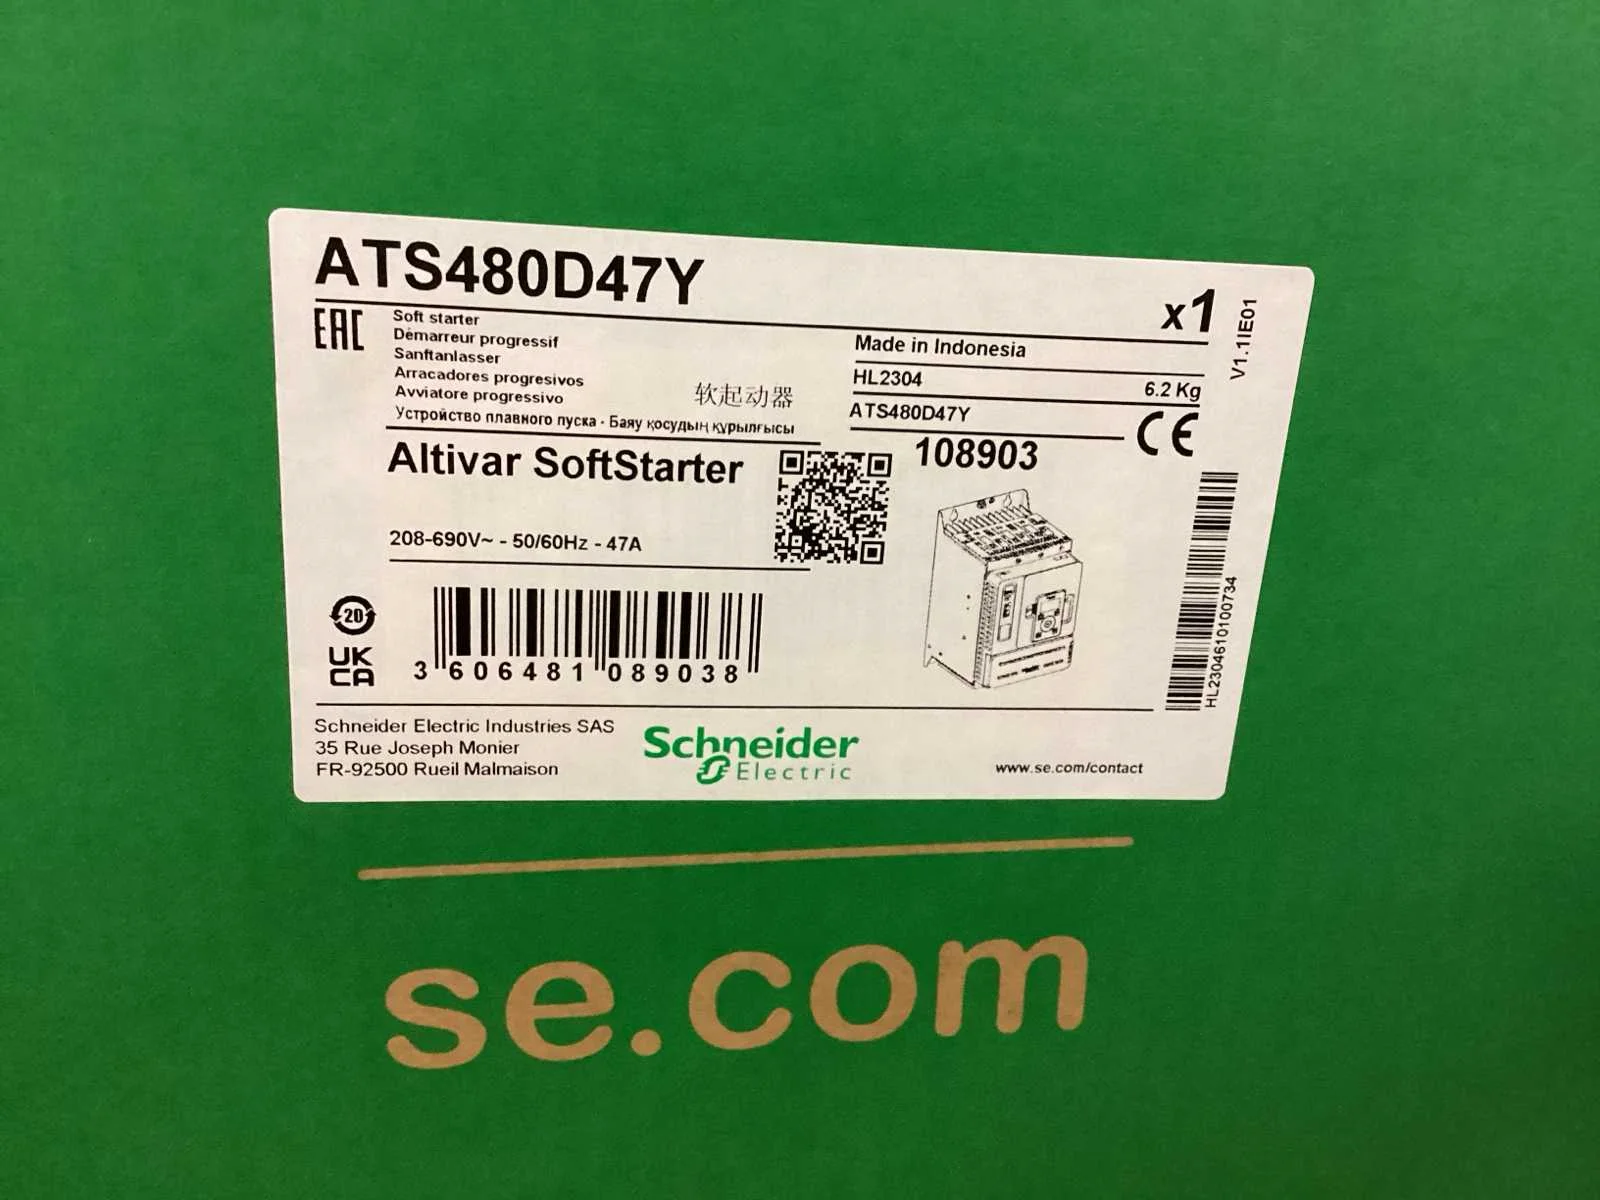 ATS480D47Y
x1
V1.1IE01
EAC
Soft starter
Démarreur progressif
Sanftanlasser
Arracadores progresivos
Avviatore progressivo
软起动器
Устройство плавного пуска - Баяу қосудың құрылғысы
Made in Indonesia
HL2304
6.2 Kg
ATS480D47Y
CE
108903
Altivar SoftStarter
208-690V~ - 50/60Hz - 47A
20
UK
CA
3 606481 089038
HL230461010 0734
Schneider Electric Industries SAS
35 Rue Joseph Monier
FR-92500 Rueil Malmaison
Schneider
Electric
www.se.com/contact
se.com